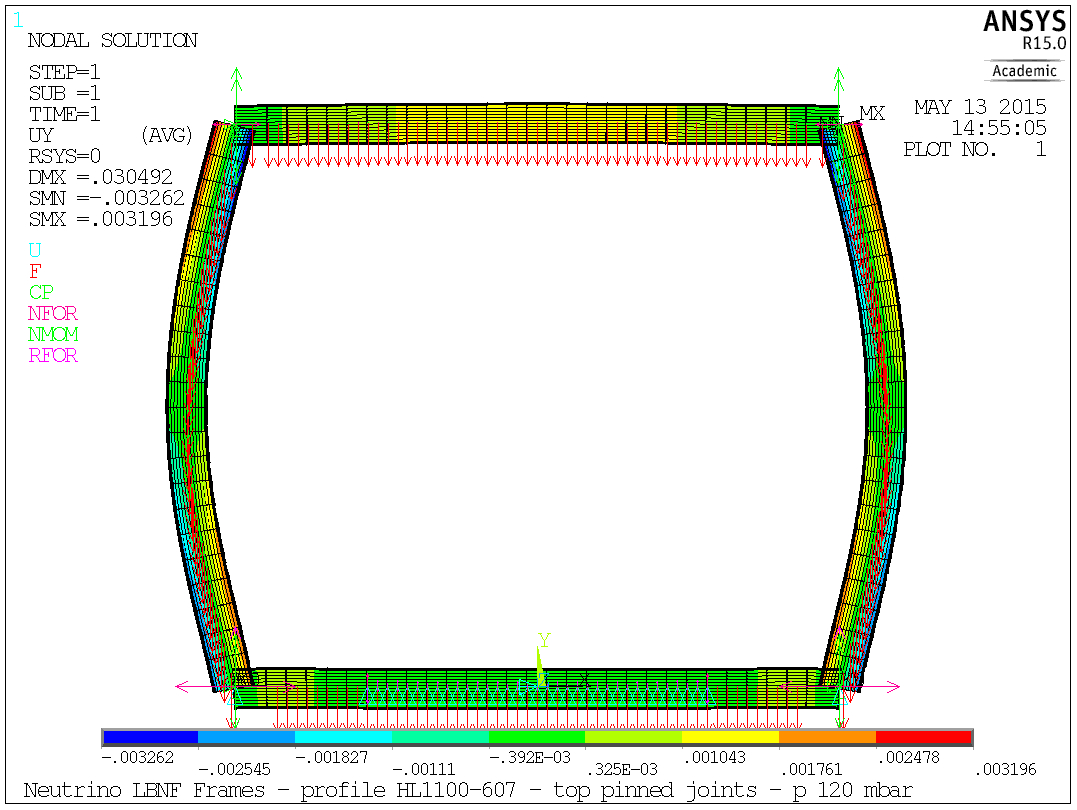 1
NODAL SOLUTION
STEP=1
SUB =1
TIME=1
UY (AVG)
RSYS=0
DMX =.030492
SMN =-.003262
SMX =.003196
U
F
CP
NFOR
NMOM
RFOR
ANSYS
R15.0
Academic
MAY 13 2015
14:55:05
PLOT NO. 1
MX
Y
X
-.003262 -.001827 -.392E-03 .001043 .002478
-.002545 -.00111 .325E-03 .001761 .003196
Neutrino LBNF Frames - profile HL1100-607 - top pinned joints - p 120 mbar